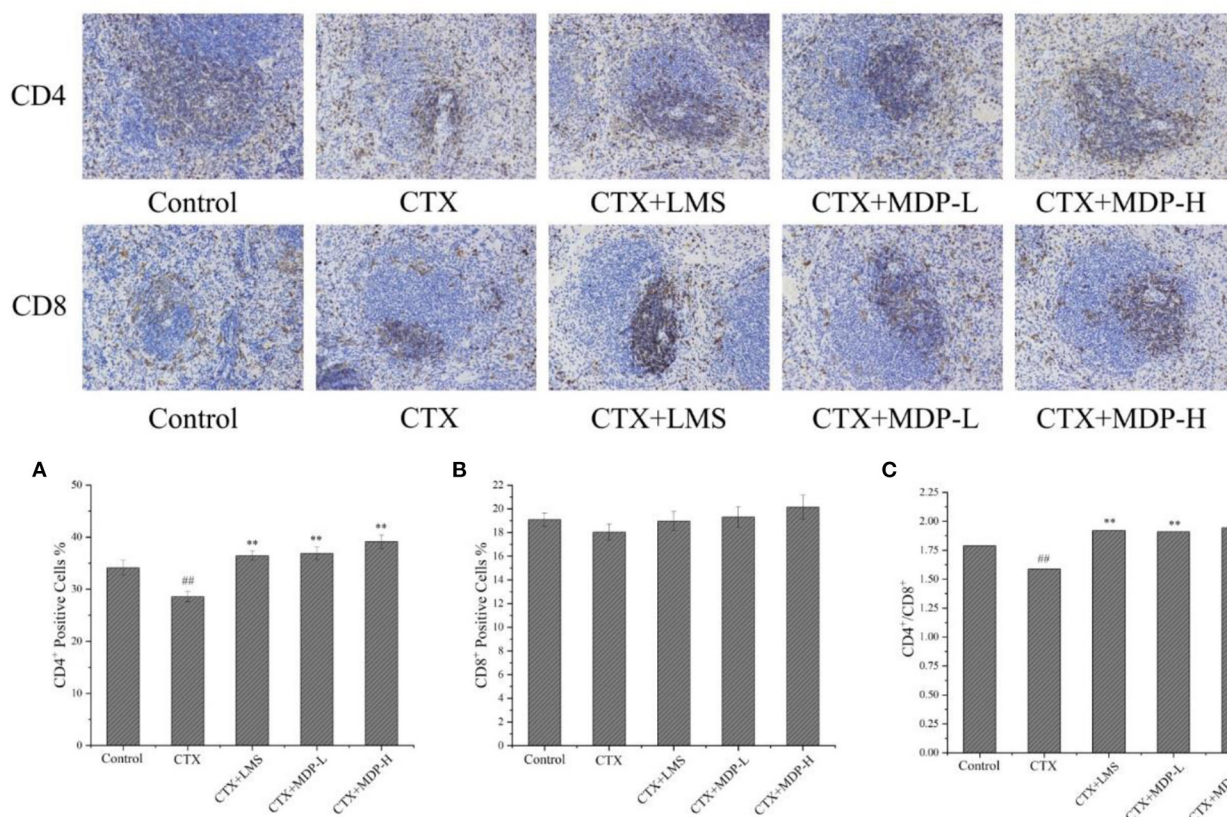 CD4
Control CTX CTX+LMS CTX+MDP-L CTX+MDP-H
CD8
Control CTX CTX+LMS CTX+MDP-L CTX+MDP-H
A
50
40
30
20
10
0
CD4⁺ Positive Cells %
##
**
**
**
Control CTX CTX+LMS CTX+MDP-L CTX+MDP-H
B
22
20
18
16
14
12
10
8
6
4
2
0
CD8⁺ Positive Cells %
Control CTX CTX+LMS CTX+MDP-L CTX+MDP-H
C
2.25
2.00
1.75
1.50
1.25
1.00
0.75
0.50
0.25
0.00
CD4⁺/CD8⁺
##
**
**
Control CTX CTX+LMS CTX+MDP-L